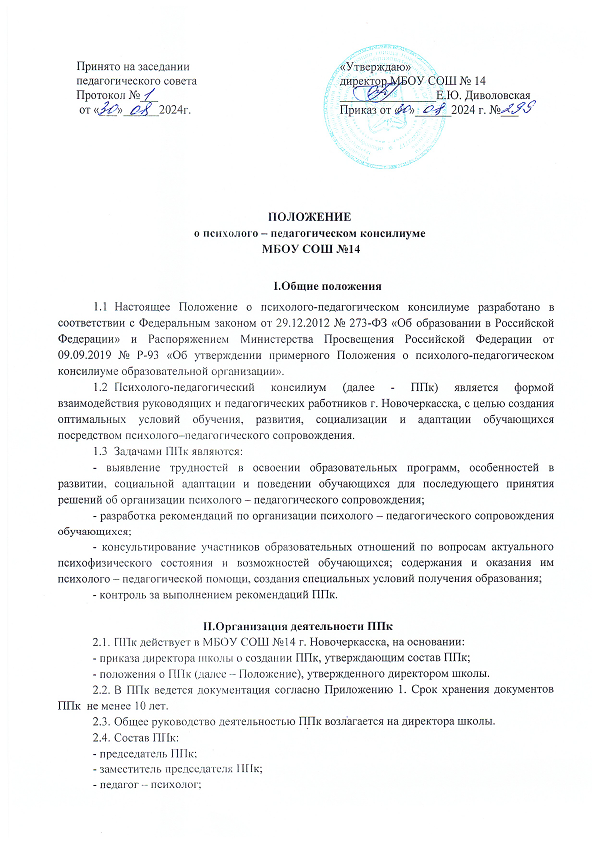 Принято на заседании
педагогического совета
Протокол № 1
от «30» 08 2024г.
«Утверждаю»
директор МБОУ СОШ № 14
Е.Ю. Диволовская
Приказ от «30» 08 2024 г. № 295
ПОЛОЖЕНИЕ
о психолого – педагогическом консилиуме
МБОУ СОШ №14
I.Общие положения
1.1 Настоящее Положение о психолого-педагогическом консилиуме разработано в
соответствии с Федеральным законом от 29.12.2012 № 273-ФЗ «Об образовании в Российской
Федерации» и Распоряжением Министерства Просвещения Российской Федерации от
09.09.2019 № Р-93 «Об утверждении примерного Положения о психолого-педагогическом
консилиуме образовательной организации».
1.2 Психолого-педагогический консилиум (далее - ППк) является формой
взаимодействия руководящих и педагогических работников г. Новочеркасска, с целью создания
оптимальных условий обучения, развития, социализации и адаптации обучающихся
посредством психолого–педагогического сопровождения.
1.3 Задачами ППк являются:
- выявление трудностей в освоении образовательных программ, особенностей в
развитии, социальной адаптации и поведении обучающихся для последующего принятия
решений об организации психолого – педагогического сопровождения;
- разработка рекомендаций по организации психолого – педагогического сопровождения
обучающихся;
- консультирование участников образовательных отношений по вопросам актуального
психофизического состояния и возможностей обучающихся; содержания и оказания им
психолого – педагогической помощи, создания специальных условий получения образования;
- контроль за выполнением рекомендаций ППк.
II.Организация деятельности ППк
2.1. ППк действует в МБОУ СОШ №14 г. Новочеркасска, на основании:
- приказа директора школы о создании ППк, утверждающим состав ППк;
- положения о ППк (далее – Положение), утвержденного директором школы.
2.2. В ППк ведется документация согласно Приложению 1. Срок хранения документов
ППк не менее 10 лет.
2.3. Общее руководство деятельностью ППк возлагается на директора школы.
2.4. Состав ППк:
- председатель ППк;
- заместитель председателя ППк;
- педагог – психолог;